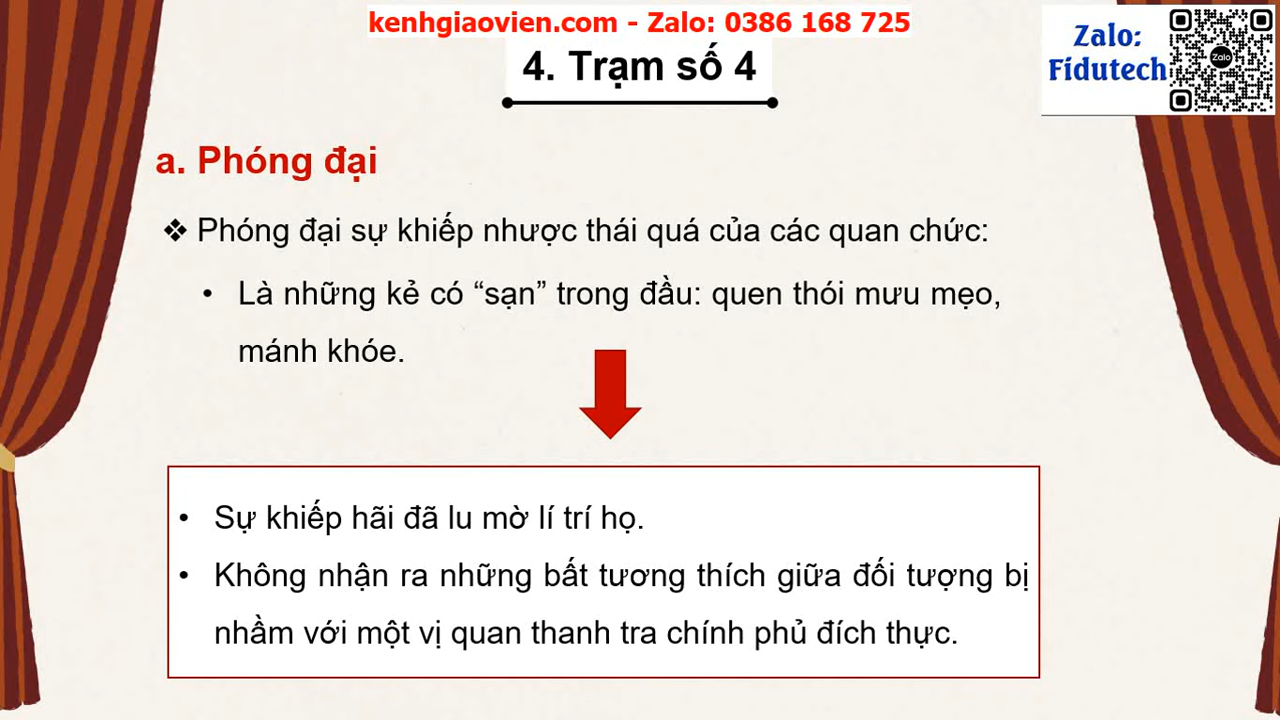 kenhgiaovien.com - Zalo: 0386 168 725
Zalo:
Fidutech
Zalo
4. Trạm số 4
a. Phóng đại
❖ Phóng đại sự khiếp nhược thái quá của các quan chức:
• Là những kẻ có “sạn” trong đầu: quen thói mưu mẹo,
mánh khóe.
• Sự khiếp hãi đã lu mờ lí trí họ.
• Không nhận ra những bất tương thích giữa đối tượng bị
nhầm với một vị quan thanh tra chính phủ đích thực.